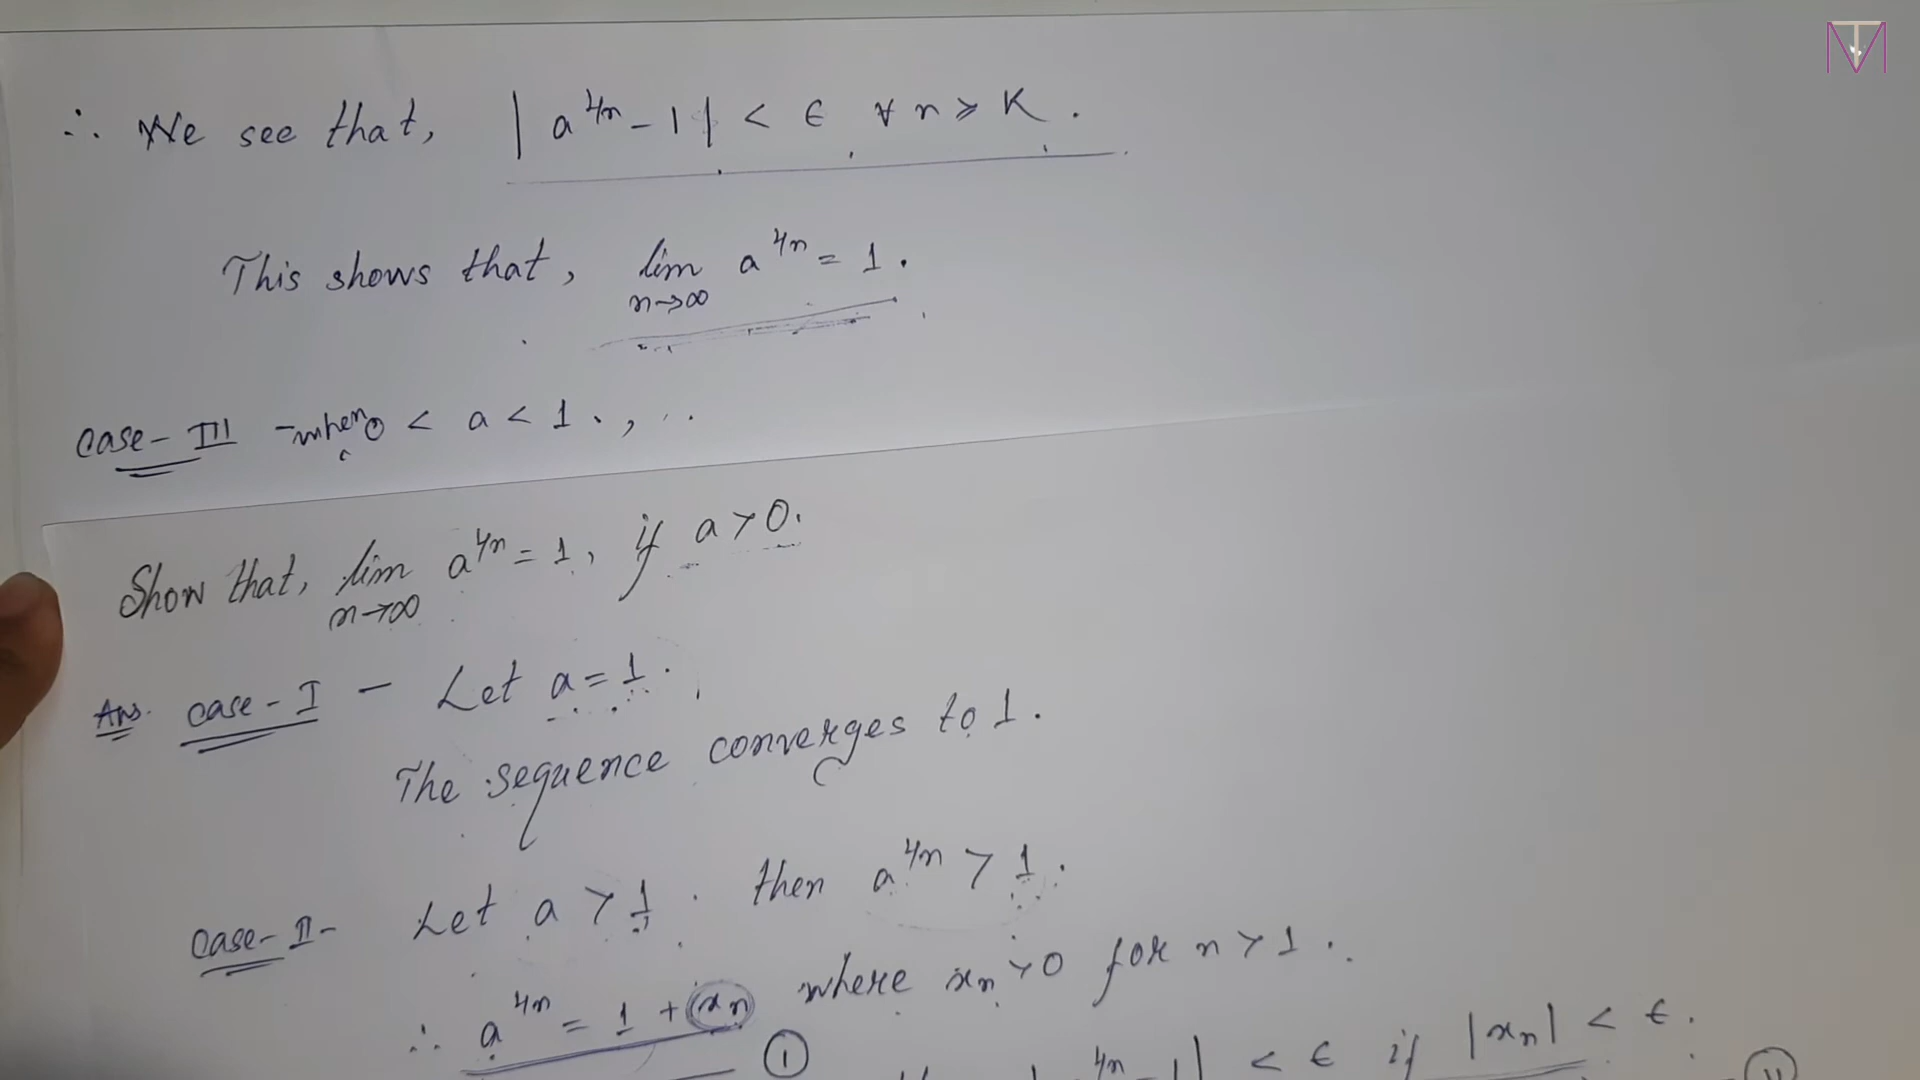 ∴ We see that, |a^{1/n} - 1| < ϵ ∀ n ≥ K.
This shows that, lim_{n→∞} a^{1/n} = 1.
Case-III - when 0 < a < 1.,
Show that, lim_{n→∞} a^{1/n} = 1, if a > 0.
Ans. Case-I - Let a = 1.
The sequence converges to 1.
Case-II- Let a > 1. then a^{1/n} > 1.
∴ a^{1/n} = 1 + x_n where x_n > 0 for n > 1.
①
^{1/n} - 1| < ϵ if |x_n| < ϵ.